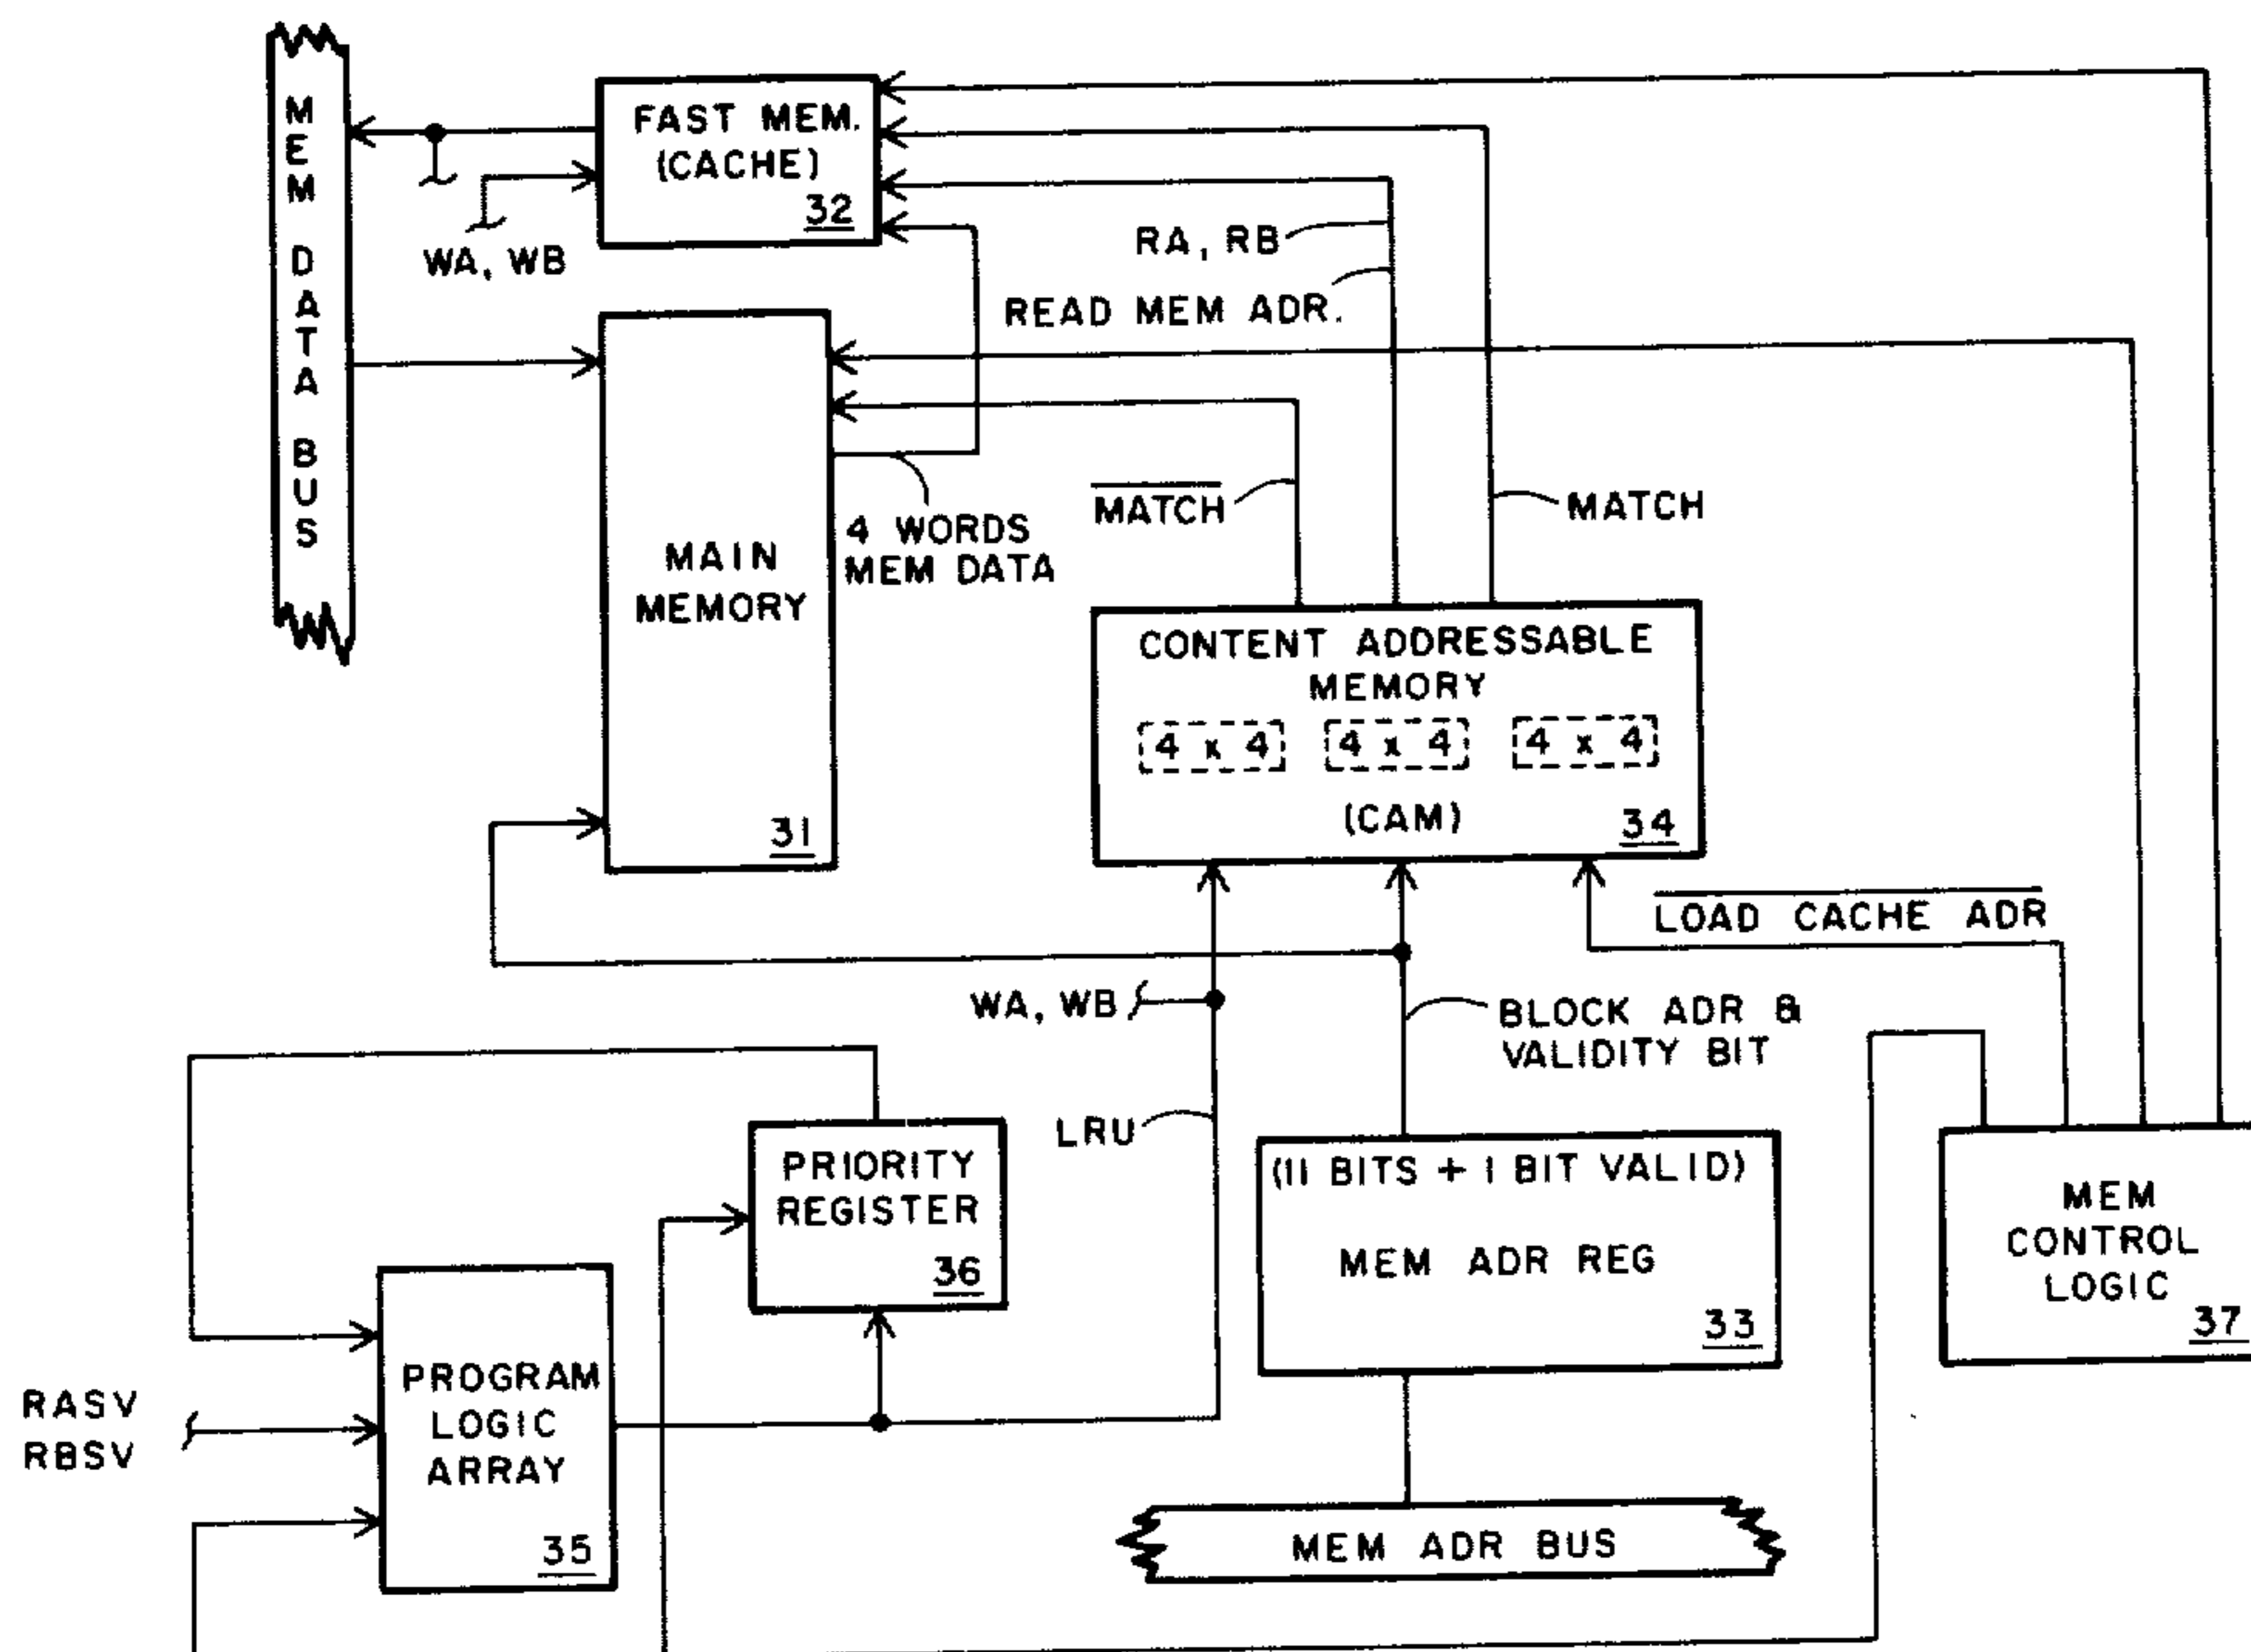 MEM DATA BUS
FAST MEM.
(CACHE)
32
WA, WB
RA, RB
READ MEM ADR.
MAIN
MEMORY
31
4 WORDS
MEM DATA
MATCH
MATCH
CONTENT ADDRESSABLE
MEMORY
4 x 4 4 x 4 4 x 4
(CAM)
34
LOAD CACHE ADR
WA, WB
BLOCK ADR &
VALIDITY BIT
LRU
PRIORITY
REGISTER
36
(11 BITS + 1 BIT VALID)
MEM ADR REG
33
MEM
CONTROL
LOGIC
37
RASV
RBSV
PROGRAM
LOGIC
ARRAY
35
MEM ADR BUS